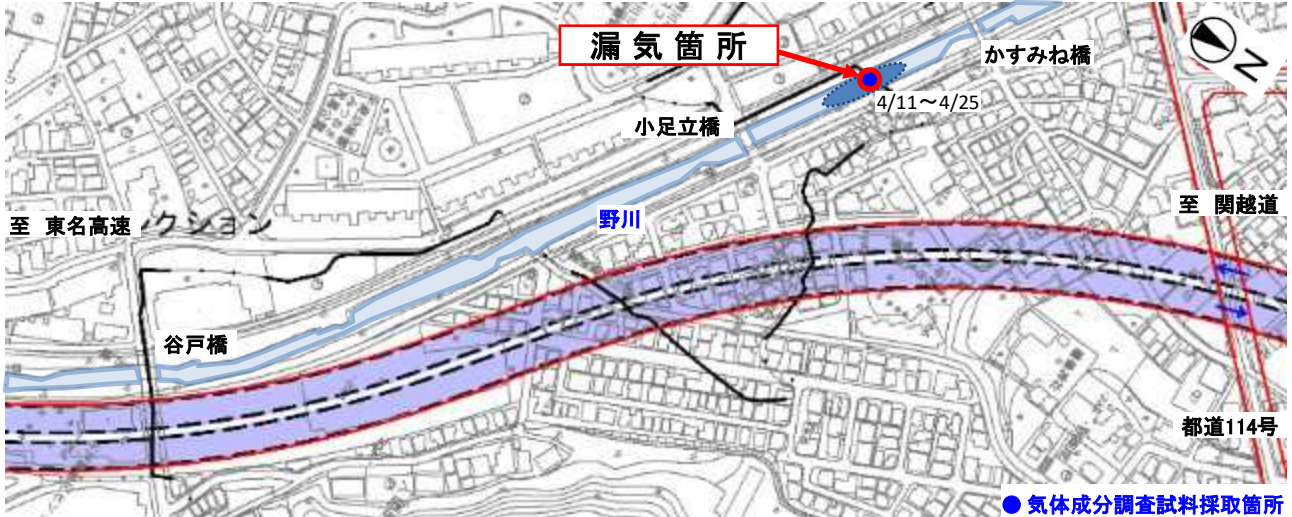 漏気箇所
かすみね橋
N
4/11～4/25
小足立橋
至 関越道
至 東名高速
クション
野川
谷戸橋
都道114号
● 気体成分調査試料採取箇所